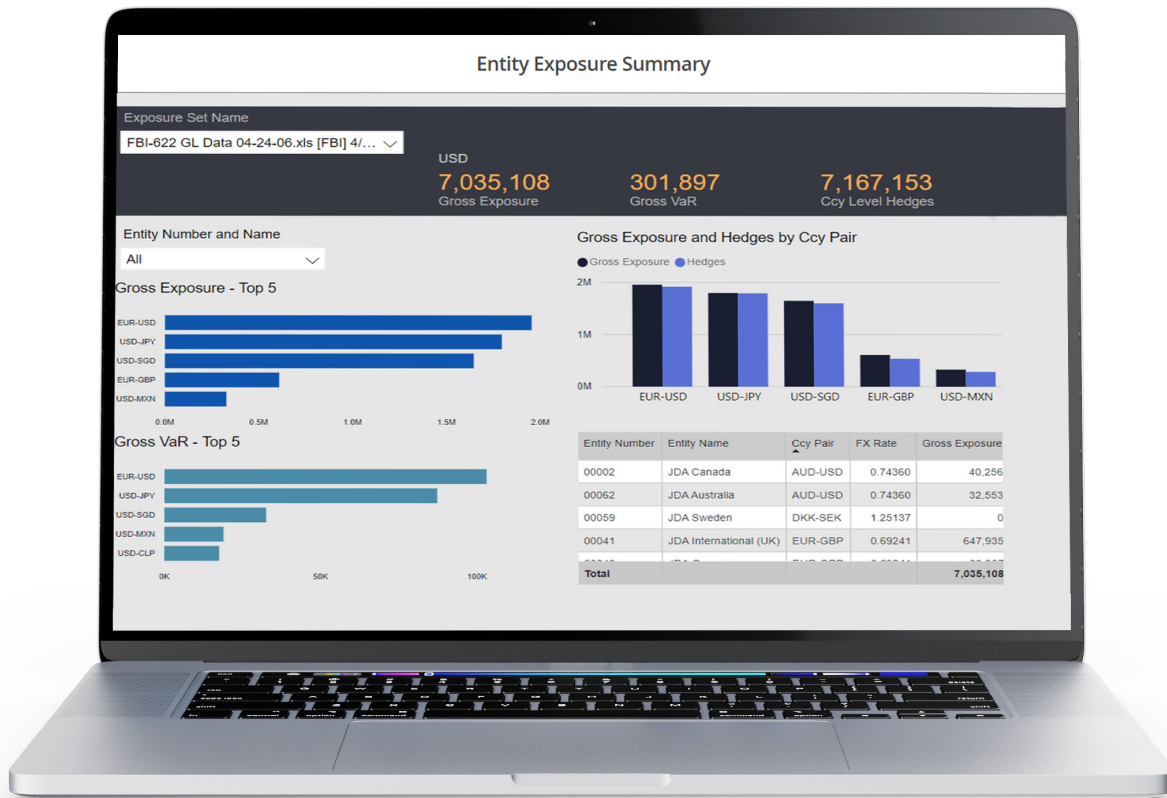 Entity Exposure Summary
Exposure Set Name
FBI-622 GL Data 04-24-06.xls [FBI] 4/...
USD
7,035,108 301,897 7,167,153
Gross Exposure Gross VaR Ccy Level Hedges
Entity Number and Name
All
Gross Exposure - Top 5
EUR-USD
USD-JPY
USD-SGD
EUR-GBP
USD-MXN
0.0M 0.5M 1.0M 1.5M 2.0M
Gross VaR - Top 5
EUR-USD
USD-JPY
USD-SGD
USD-MXN
USD-CLP
0K 50K 100K
Gross Exposure and Hedges by Ccy Pair
Gross Exposure Hedges
2M
1M
0M
EUR-USD USD-JPY USD-SGD EUR-GBP USD-MXN
Entity Number Entity Name Ccy Pair FX Rate Gross Exposure
00002 JDA Canada AUD-USD 0.74360 40,256
00062 JDA Australia AUD-USD 0.74360 32,553
00059 JDA Sweden DKK-SEK 1.25137 0
00041 JDA International (UK) EUR-GBP 0.69241 647,935
Total 7,035,108